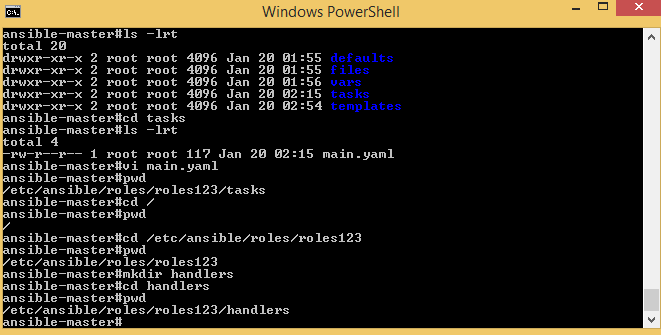 Windows PowerShell
ansible-master#ls -lrt
total 20
drwxr-xr-x 2 root root 4096 Jan 20 01:55 defaults
drwxr-xr-x 2 root root 4096 Jan 20 01:55 files
drwxr-xr-x 2 root root 4096 Jan 20 01:56 vars
drwxr-xr-x 2 root root 4096 Jan 20 02:15 tasks
drwxr-xr-x 2 root root 4096 Jan 20 02:54 templates
ansible-master#cd tasks
ansible-master#ls -lrt
total 4
-rw-r--r-- 1 root root 117 Jan 20 02:15 main.yaml
ansible-master#vi main.yaml
ansible-master#pwd
/etc/ansible/roles/roles123/tasks
ansible-master#cd /
ansible-master#pwd
/
ansible-master#cd /etc/ansible/roles/roles123
ansible-master#pwd
/etc/ansible/roles/roles123
ansible-master#mkdir handlers
ansible-master#cd handlers
ansible-master#pwd
/etc/ansible/roles/roles123/handlers
ansible-master#